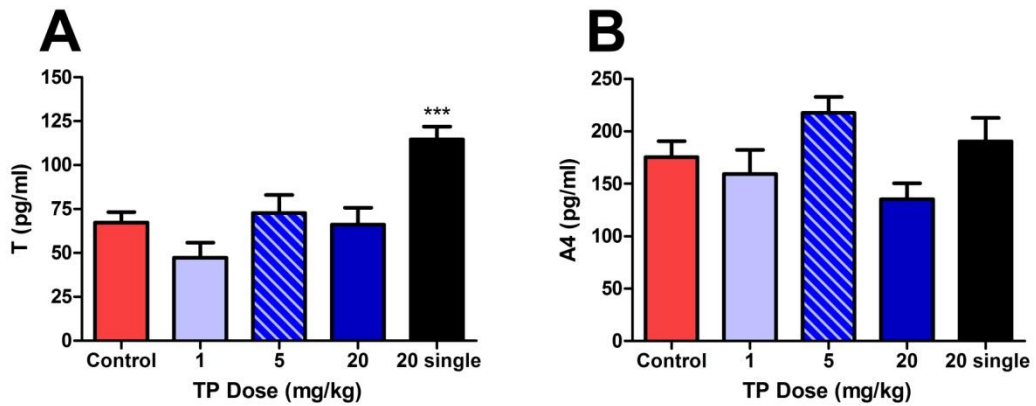 A
150
125
100
75
50
25
0
T (pg/ml)
***
Control 1 5 20 20 single
TP Dose (mg/kg)
B
250
200
150
100
50
0
A4 (pg/ml)
Control 1 5 20 20 single
TP Dose (mg/kg)